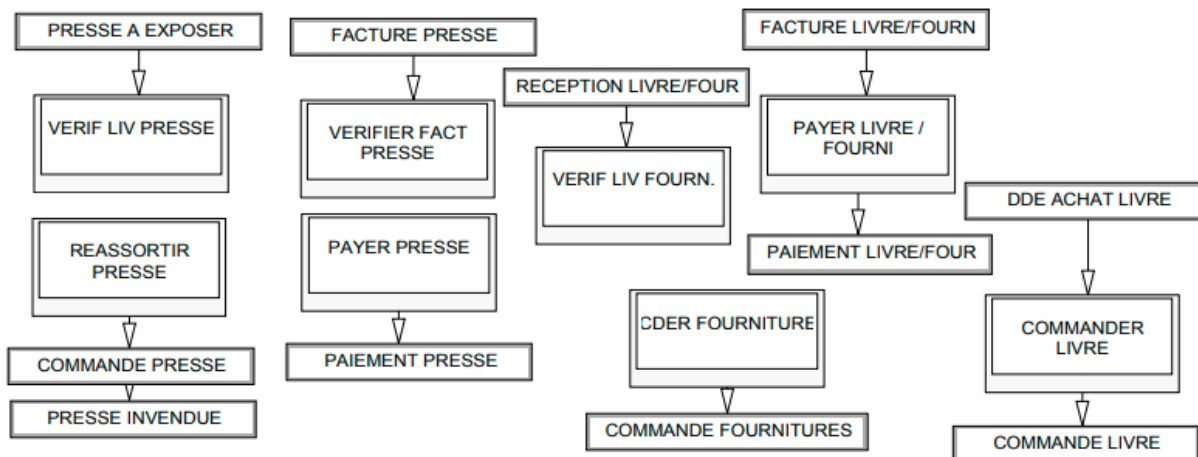 PRESSE A EXPOSER
VERIF LIV PRESSE
REASSORTIR
PRESSE
COMMANDE PRESSE
PRESSE INVENDUE
FACTURE PRESSE
VERIFIER FACT
PRESSE
PAYER PRESSE
PAIEMENT PRESSE
RECEPTION LIVRE/FOUR
VERIF LIV FOURN.
FACTURE LIVRE/FOURN
PAYER LIVRE /
FOURNI
PAIEMENT LIVRE/FOUR
CDER FOURNITURE
COMMANDE FOURNITURES
DDE ACHAT LIVRE
COMMANDER
LIVRE
COMMANDE LIVRE